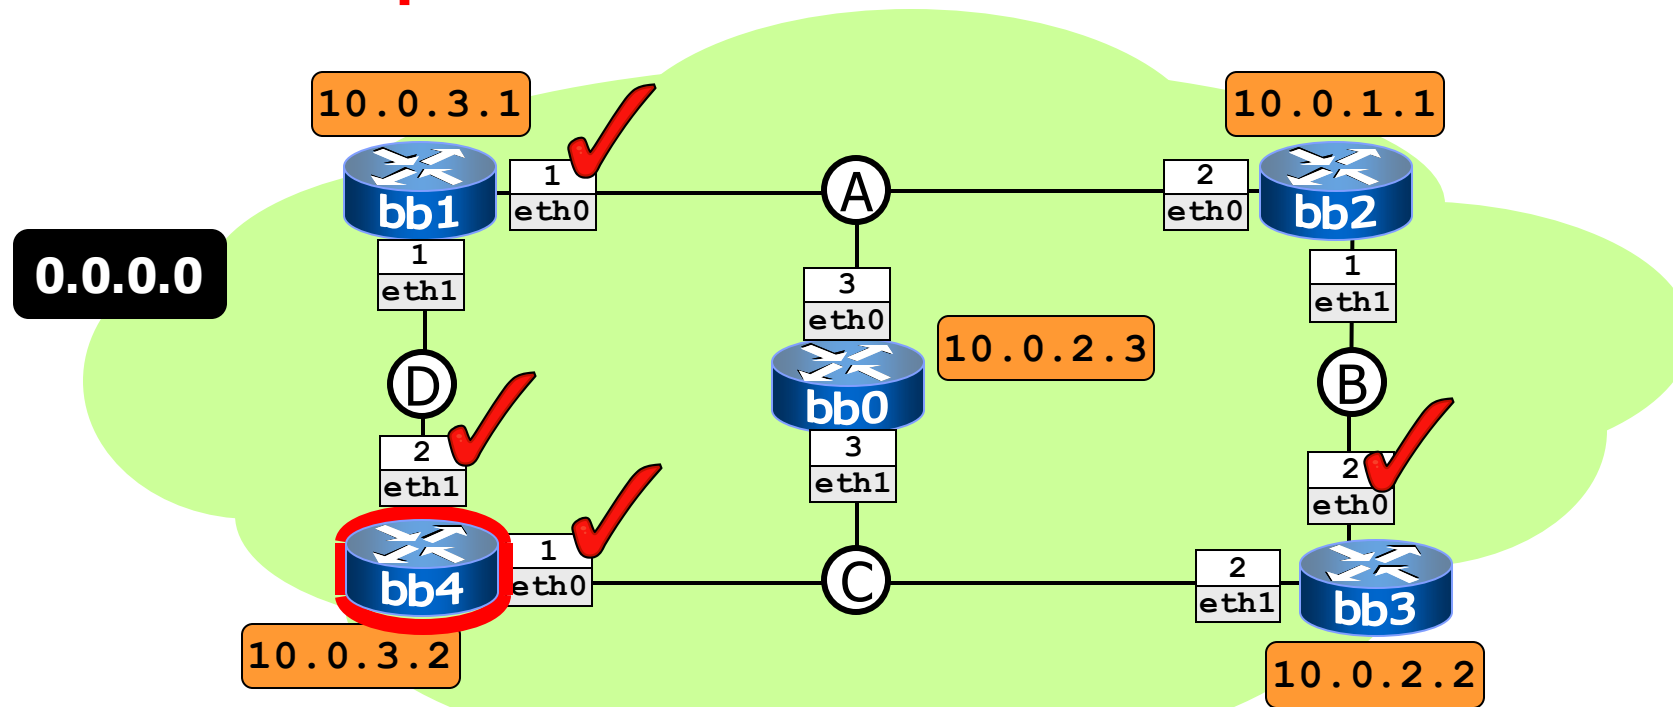 10.0.3.1
10.0.1.1
1
eth0
A
2
eth0
bb1
bb2
0.0.0.0
1
eth1
1
eth1
3
eth0
10.0.2.3
D
B
bb0
2
eth1
3
eth1
2
eth0
bb4
1
eth0
C
2
eth1
bb3
10.0.3.2
10.0.2.2